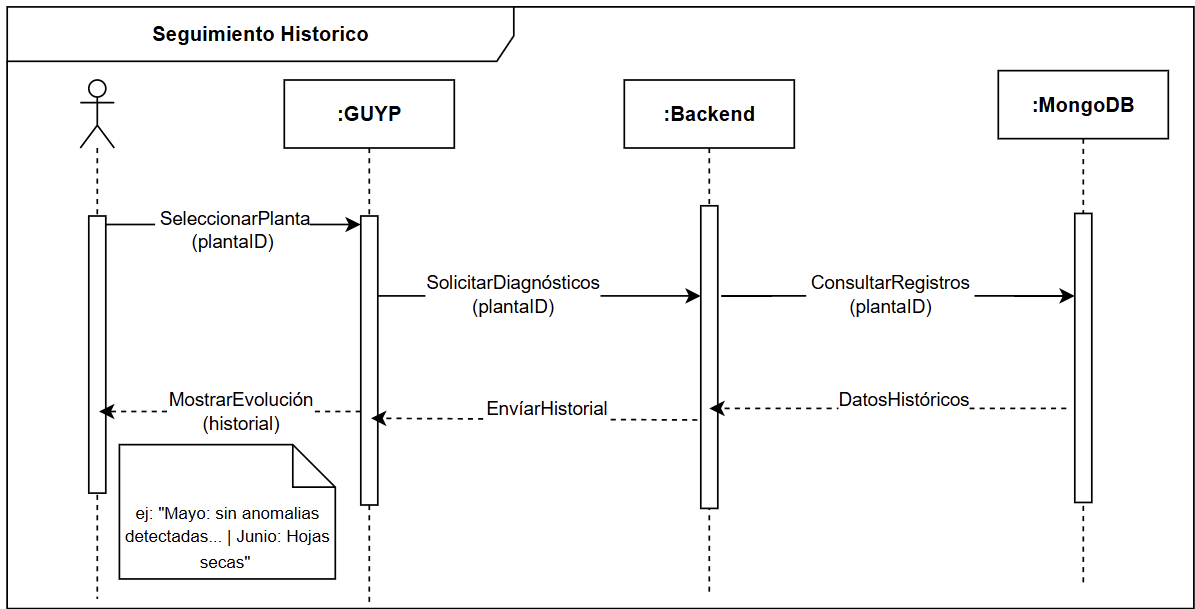 Seguimiento Historico
:GUYP
:Backend
:MongoDB
SeleccionarPlanta
(plantaID)
SolicitarDiagnósticos
(plantaID)
ConsultarRegistros
(plantaID)
MostrarEvolución
(historial)
EnvíarHistorial
DatosHistóricos
ej: "Mayo: sin anomalias
detectadas... | Junio: Hojas
secas"